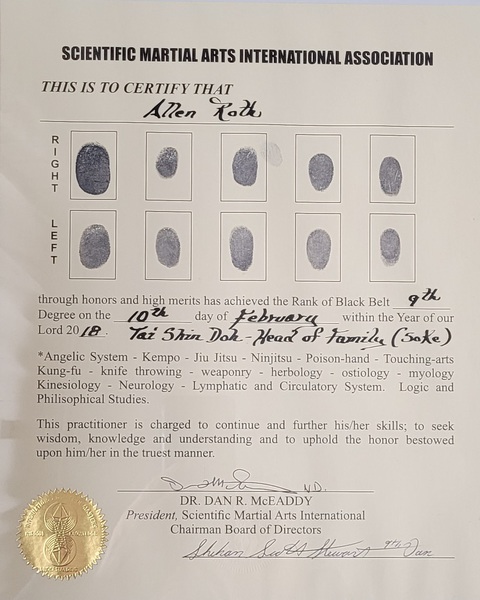 SCIENTIFIC MARTIAL ARTS INTERNATIONAL ASSOCIATION
THIS IS TO CERTIFY THAT
Allen Roth
RIGHT
LEFT
through honors and high merits has achieved the Rank of Black Belt 9th
Degree on the 10th day of February within the Year of our
Lord 2018. Tai Shin Doh - Head of Family (Soke)
*Angelic System - Kempo - Jiu Jitsu - Ninjitsu - Poison-hand - Touching-arts
Kung-fu - knife throwing - weaponry - herbology - ostiology - myology
Kinesiology - Neurology - Lymphatic and Circulatory System. Logic and
Philisophical Studies.
This practitioner is charged to continue and further his/her skills; to seek
wisdom, knowledge and understanding and to uphold the honor bestowed
upon him/her in the truest manner.
DR. DAN R. McEADDY
President, Scientific Martial Arts International
Chairman Board of Directors
Shihan Scott Stewart 9th Dan